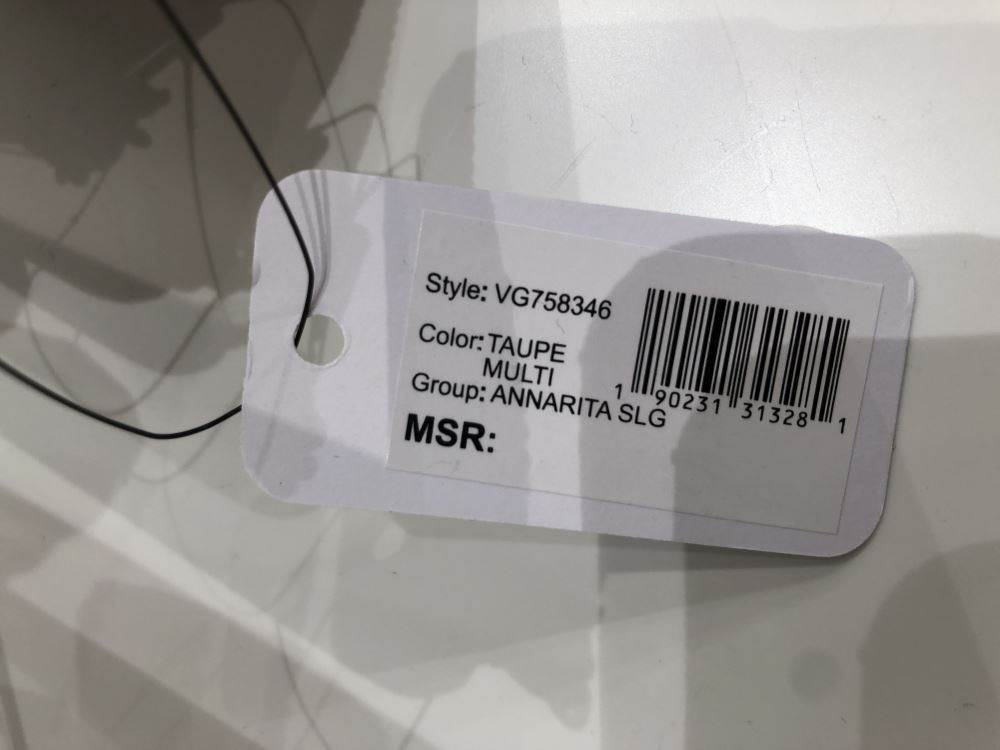 Style: VG758346
Color: TAUPE
MULTI
Group: ANNARITA SLG
MSR:
1 90231 31328 1